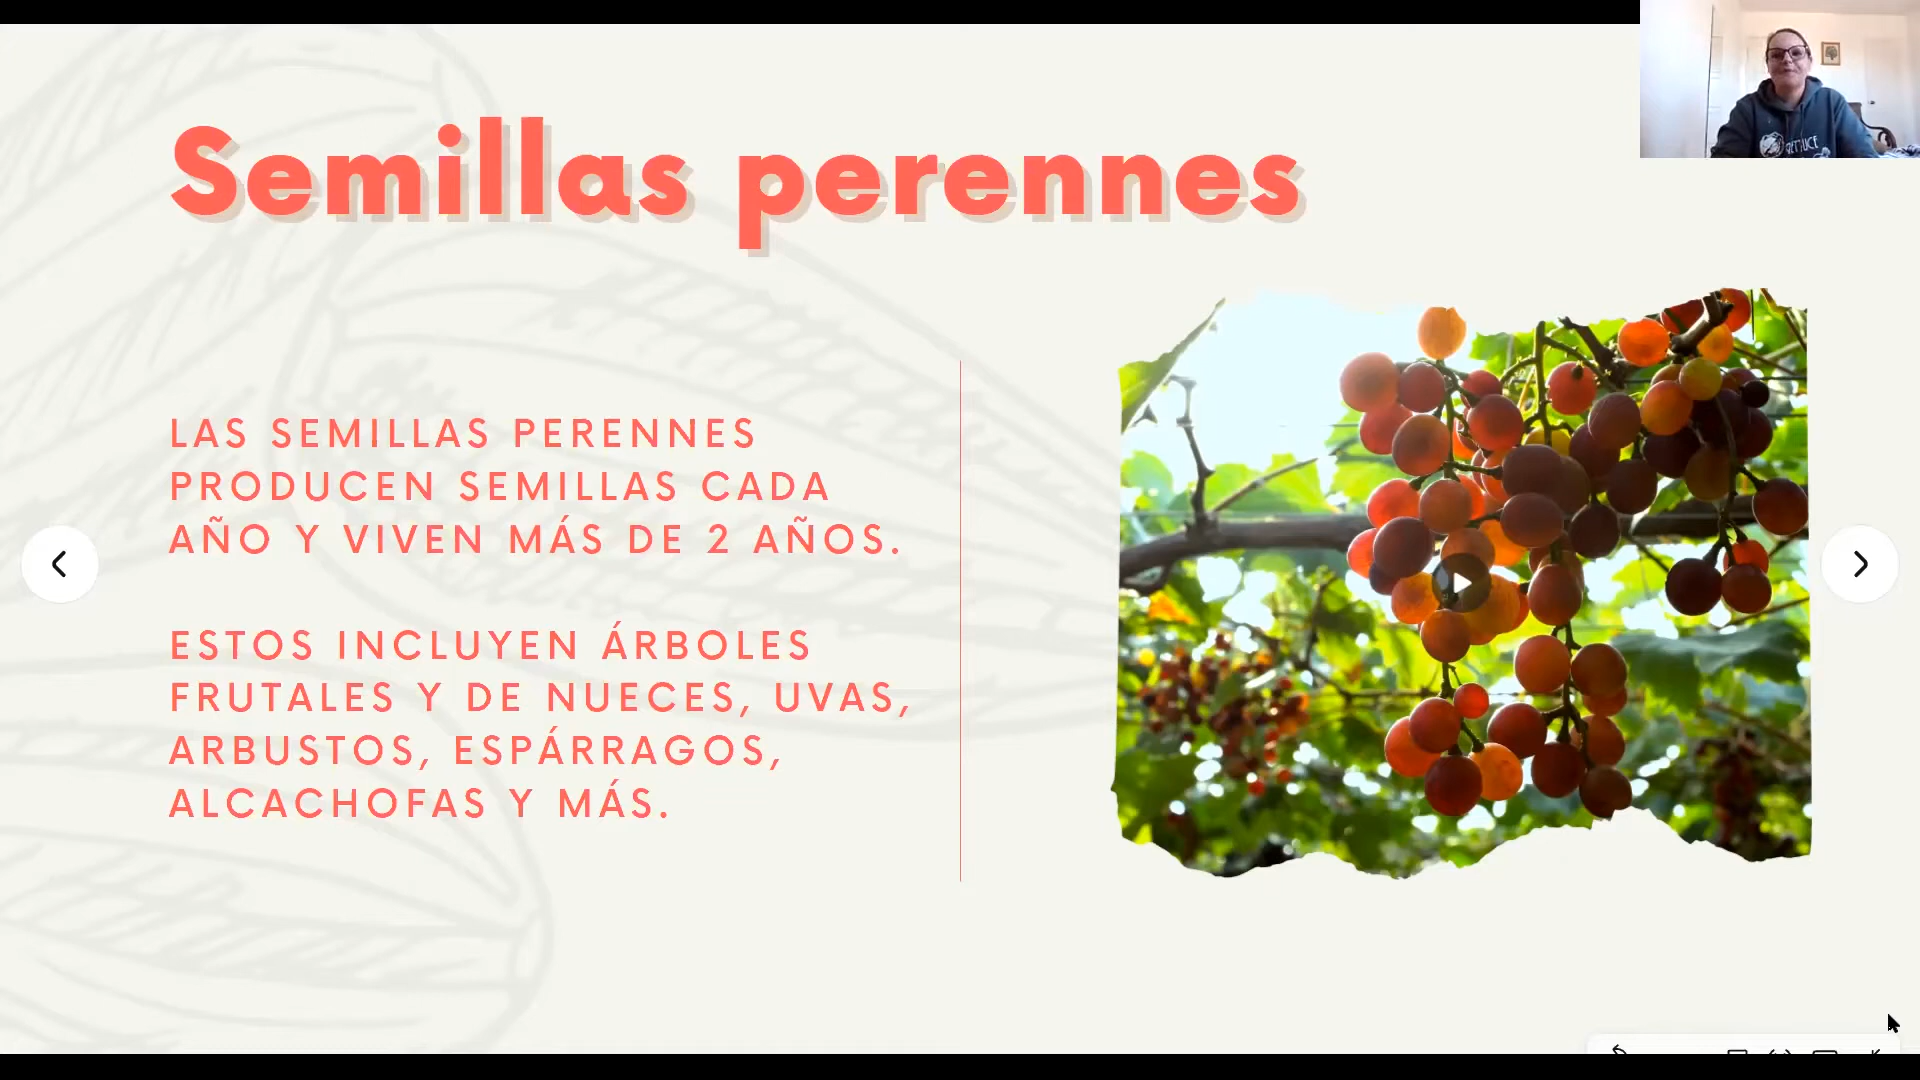 Semillas perennes
LAS SEMILLAS PERENNES
PRODUCEN SEMILLAS CADA
AÑO Y VIVEN MÁS DE 2 AÑOS.
ESTOS INCLUYEN ÁRBOLES
FRUTALES Y DE NUECES, UVAS,
ARBUSTOS, ESPÁRRAGOS,
ALCACHOFAS Y MÁS.